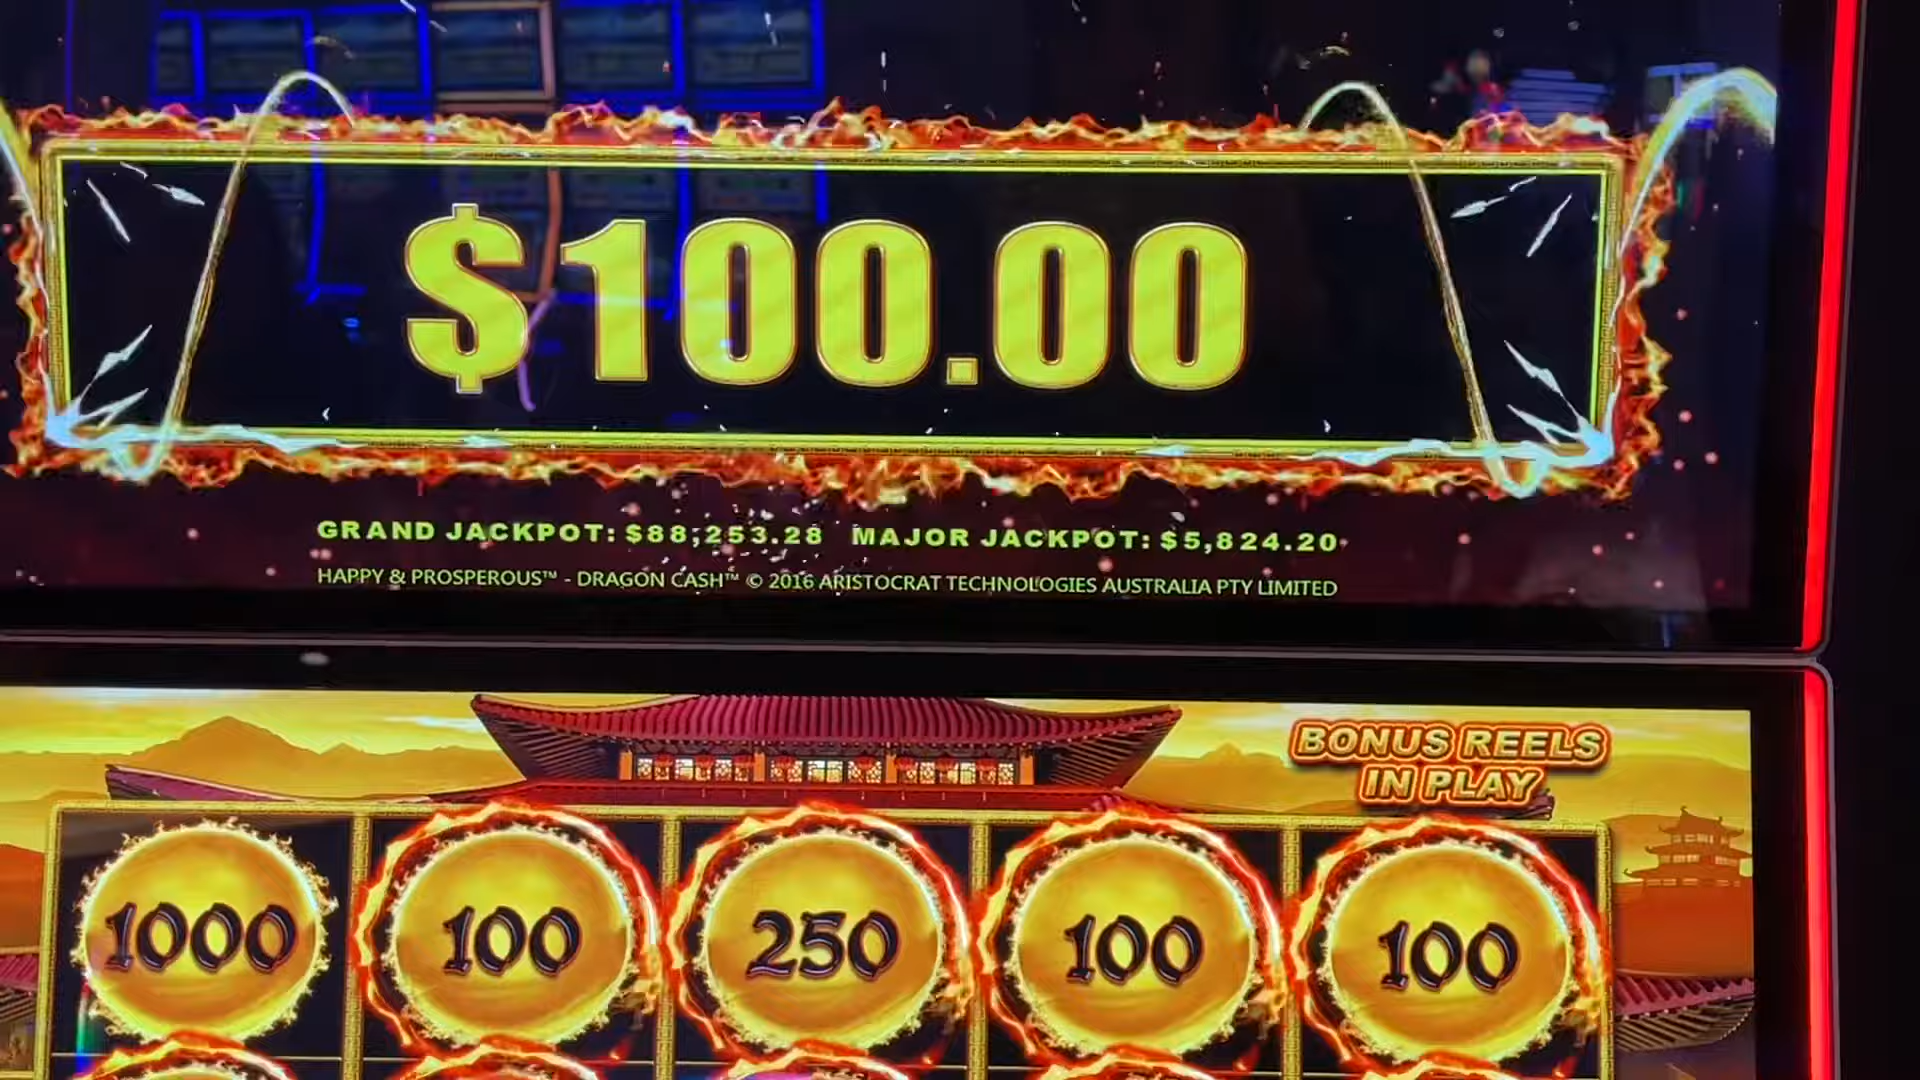 $100.00
GRAND JACKPOT: $88,253.28 MAJOR JACKPOT: $5,824.20
HAPPY & PROSPEROUS™ - DRAGON CASH™ © 2016 ARISTOCRAT TECHNOLOGIES AUSTRALIA PTY LIMITED
BONUS REELS
IN PLAY
1000 100 250 100 100